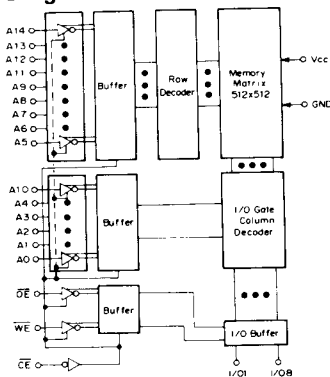 A14
A13
A12
A11
A9
A8
A7
A6
A5
Buffer
Row
Decoder
Memory
Matrix
512x512
Vcc
GND
A10
A4
A3
A2
A1
A0
Buffer
I/O Gate
Column
Decoder
OE
WE
CE
Buffer
I/O Buffer
I/O1
I/O8